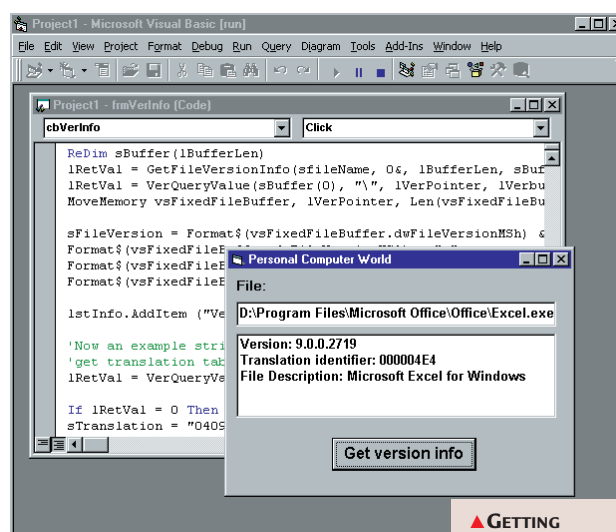 Project1 - Microsoft Visual Basic [run]
File Edit View Project Format Debug Run Query Diagram Tools Add-Ins Window Help
Project1 - frmVerInfo (Code)
cbVerInfo Click
ReDim sBuffer(lBufferLen)
lRetVal = GetFileVersionInfo(sfileName, 0&, lBufferLen, sBuf
lRetVal = VerQueryValue(sBuffer(0), "\", lVerPointer, lVerbu
MoveMemory vsFixedFileBuffer, lVerPointer, Len(vsFixedFileBu
sFileVersion = Format$(vsFixedFileBuffer.dwFileVersionMSh) &
Format$(vsFixedFileB
Format$(vsFixedFileB
Format$(vsFixedFileB
lstInfo.AddItem ("Ve
'Now an example stri
'get translation tab
lRetVal = VerQueryVa
If lRetVal = 0 Then
sTranslation = "0409
Personal Computer World
File:
D:\Program Files\Microsoft Office\Office\Excel.exe
Version: 9.0.0.2719
Translation identifier: 000004E4
File Description: Microsoft Excel for Windows
Get version info
▲GETTING